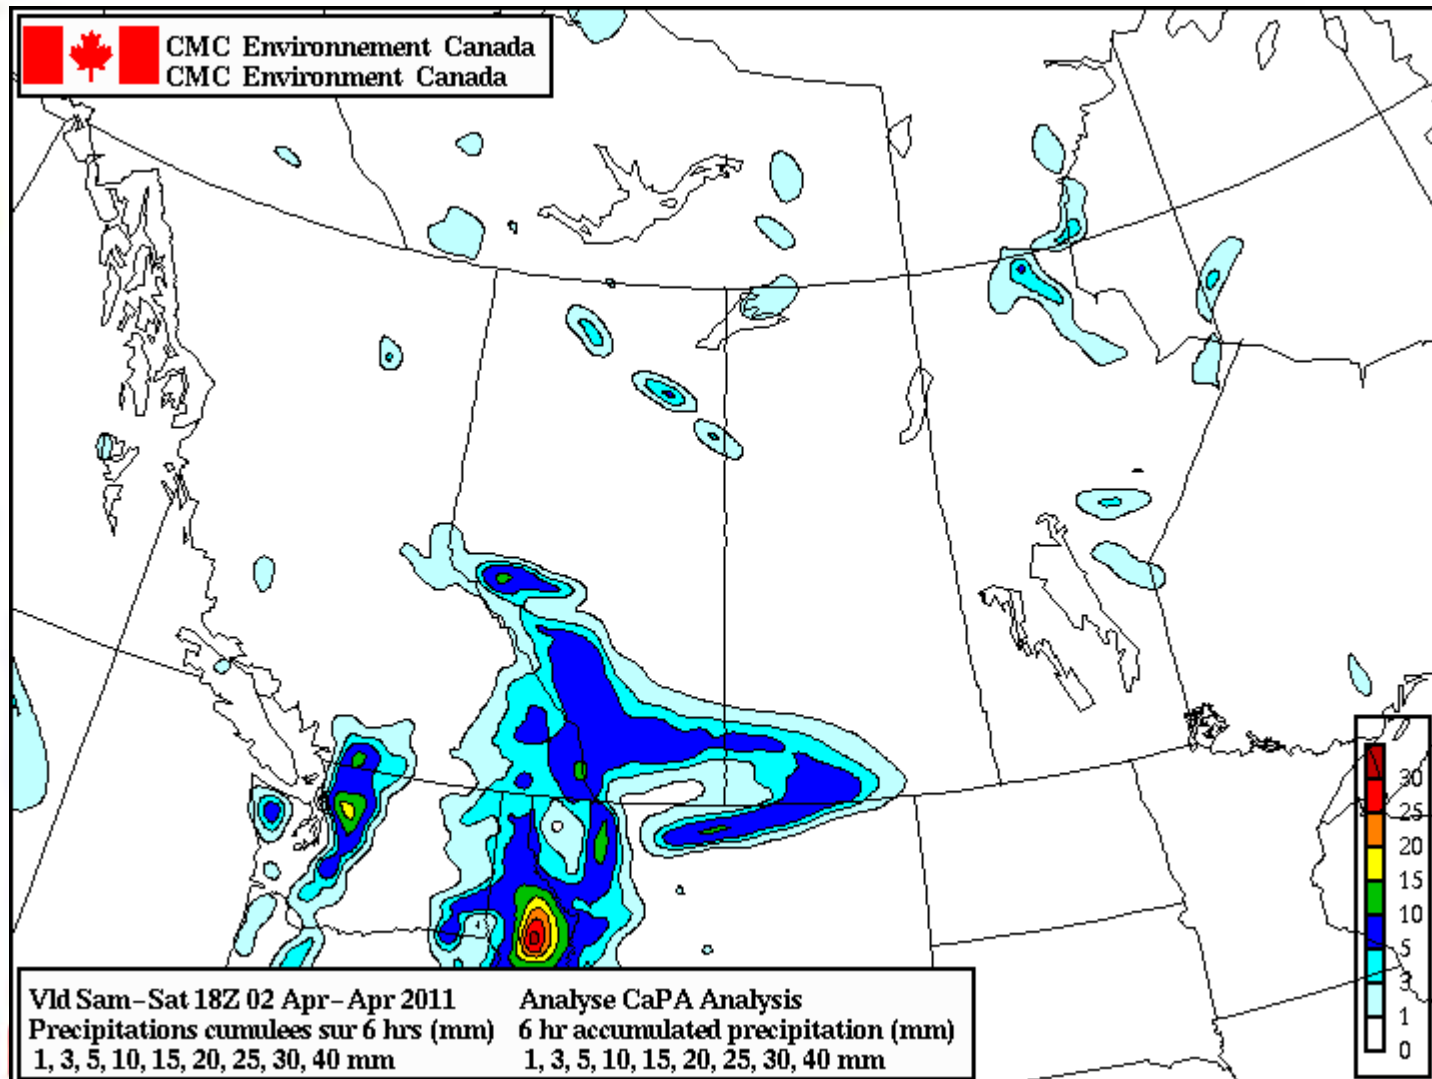 CMC Environnement Canada
CMC Environment Canada
30
25
20
15
10
5
3
1
0
Vld Sam-Sat 18Z 02 Apr-Apr 2011
Precipitations cumulees sur 6 hrs (mm)
1, 3, 5, 10, 15, 20, 25, 30, 40 mm
Analyse CaPA Analysis
6 hr accumulated precipitation (mm)
1, 3, 5, 10, 15, 20, 25, 30, 40 mm